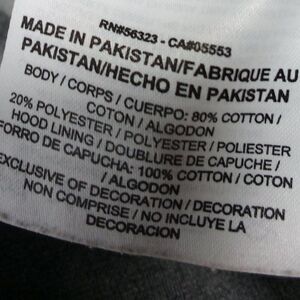 RN#56323 - CA#05553
MADE IN PAKISTAN/FABRIQUE AU
PAKISTAN/HECHO EN PAKISTAN
BODY / CORPS / CUERPO: 80% COTTON /
COTON / ALGODON
20% POLYESTER / POLYESTER / POLIESTER
HOOD LINING / DOUBLURE DE CAPUCHE /
FORRO DE CAPUCHA: 100% COTTON / COTON
/ ALGODON
EXCLUSIVE OF DECORATION / DECORATION
NON COMPRISE / NO INCLUYE LA
DECORACION